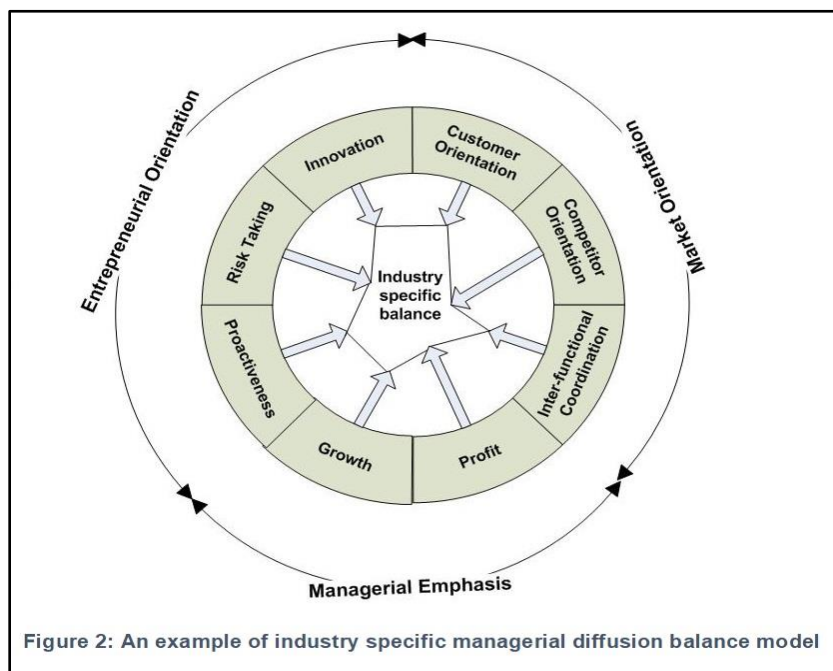 Entrepreneurial Orientation
Market Orientation
Innovation
Customer
Orientation
Risk Taking
Competitor
Orientation
Industry
specific
balance
Proactiveness
Inter-functional
Coordination
Growth
Profit
Managerial Emphasis
Figure 2: An example of industry specific managerial diffusion balance model